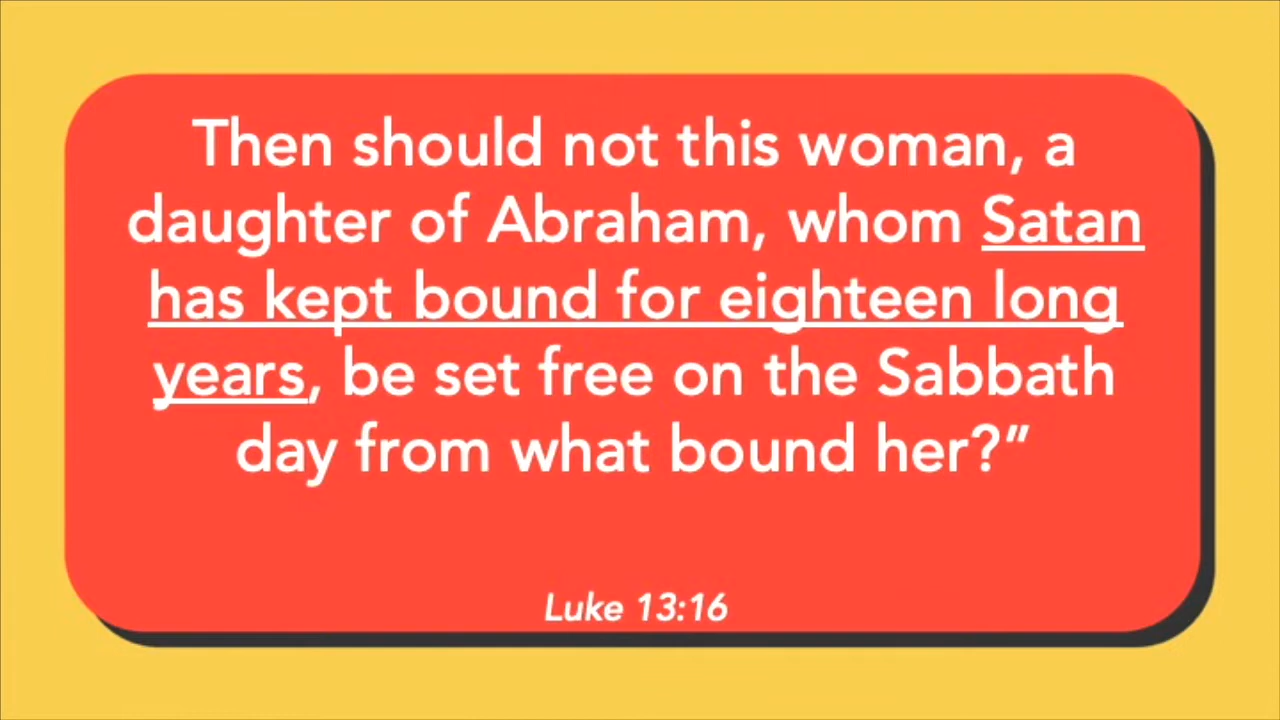 Then should not this woman, a
daughter of Abraham, whom Satan
has kept bound for eighteen long
years, be set free on the Sabbath
day from what bound her?”
Luke 13:16